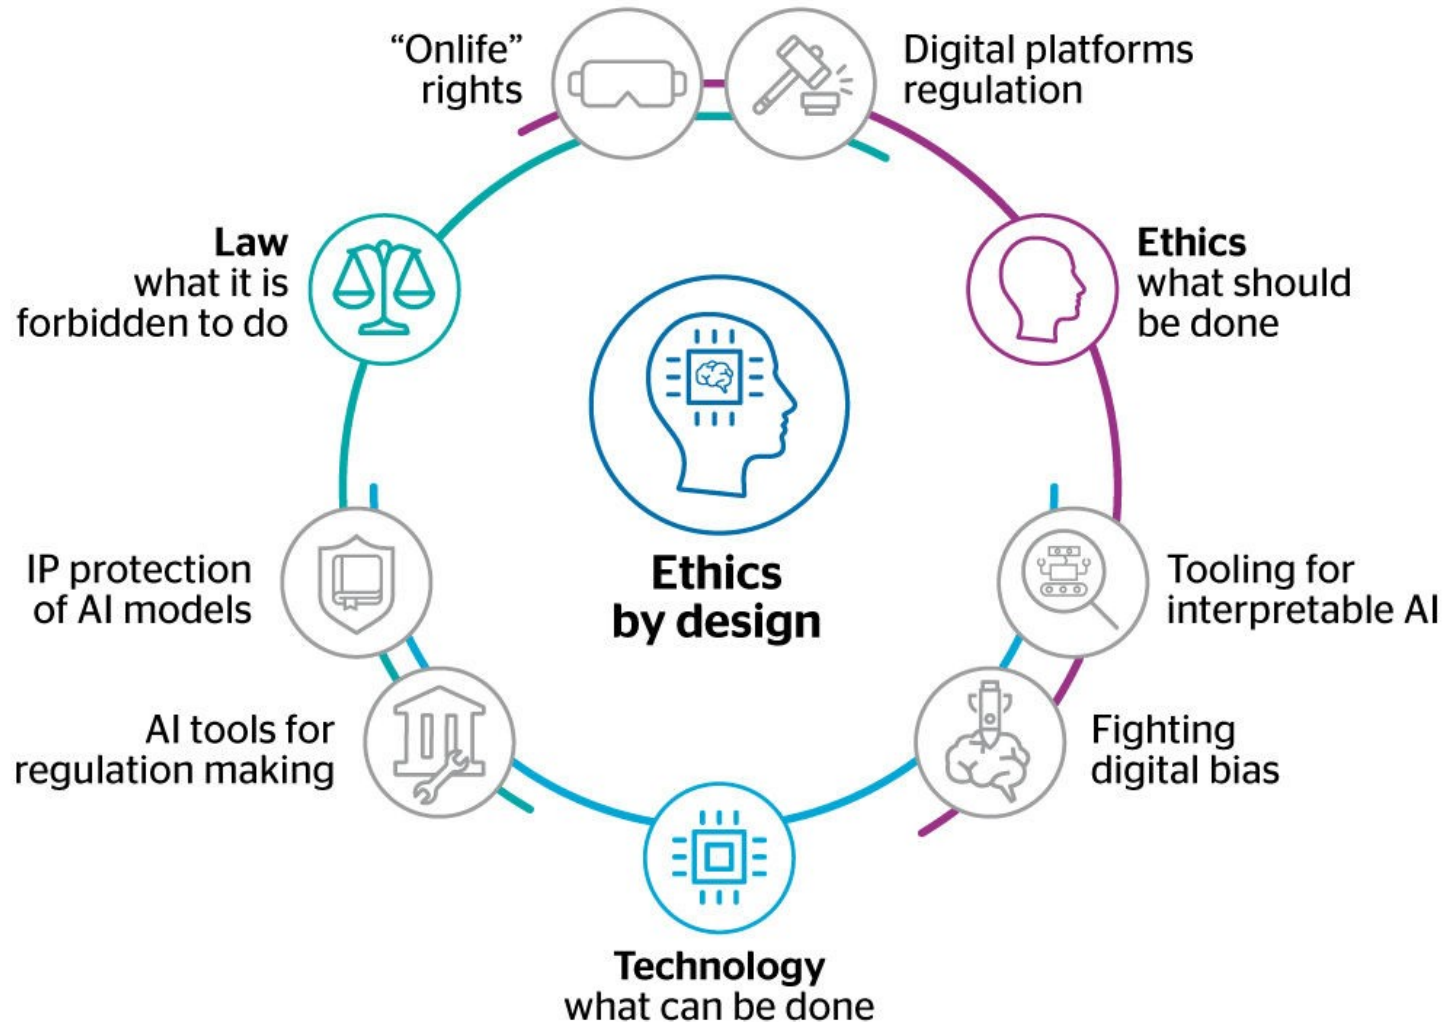 “Onlife”
rights
Digital platforms
regulation
Law
what it is
forbidden to do
Ethics
what should
be done
Ethics
by design
IP protection
of AI models
Tooling for
interpretable AI
AI tools for
regulation making
Fighting
digital bias
Technology
what can be done